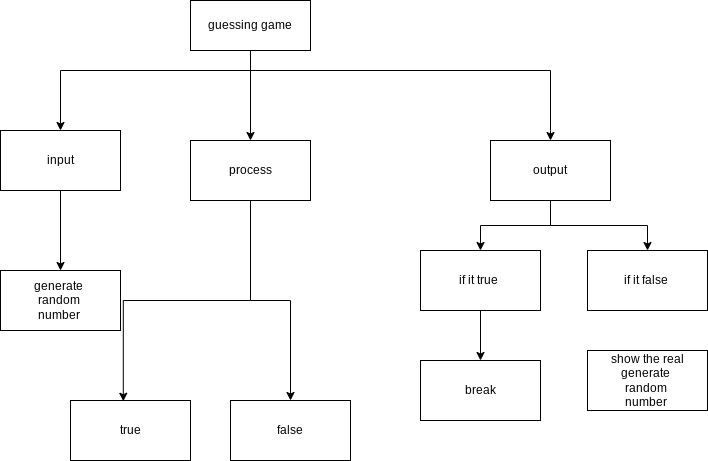 guessing game
input
process
output
generate
random
number
if it true
if it false
show the real
generate
random
number
break
true
false